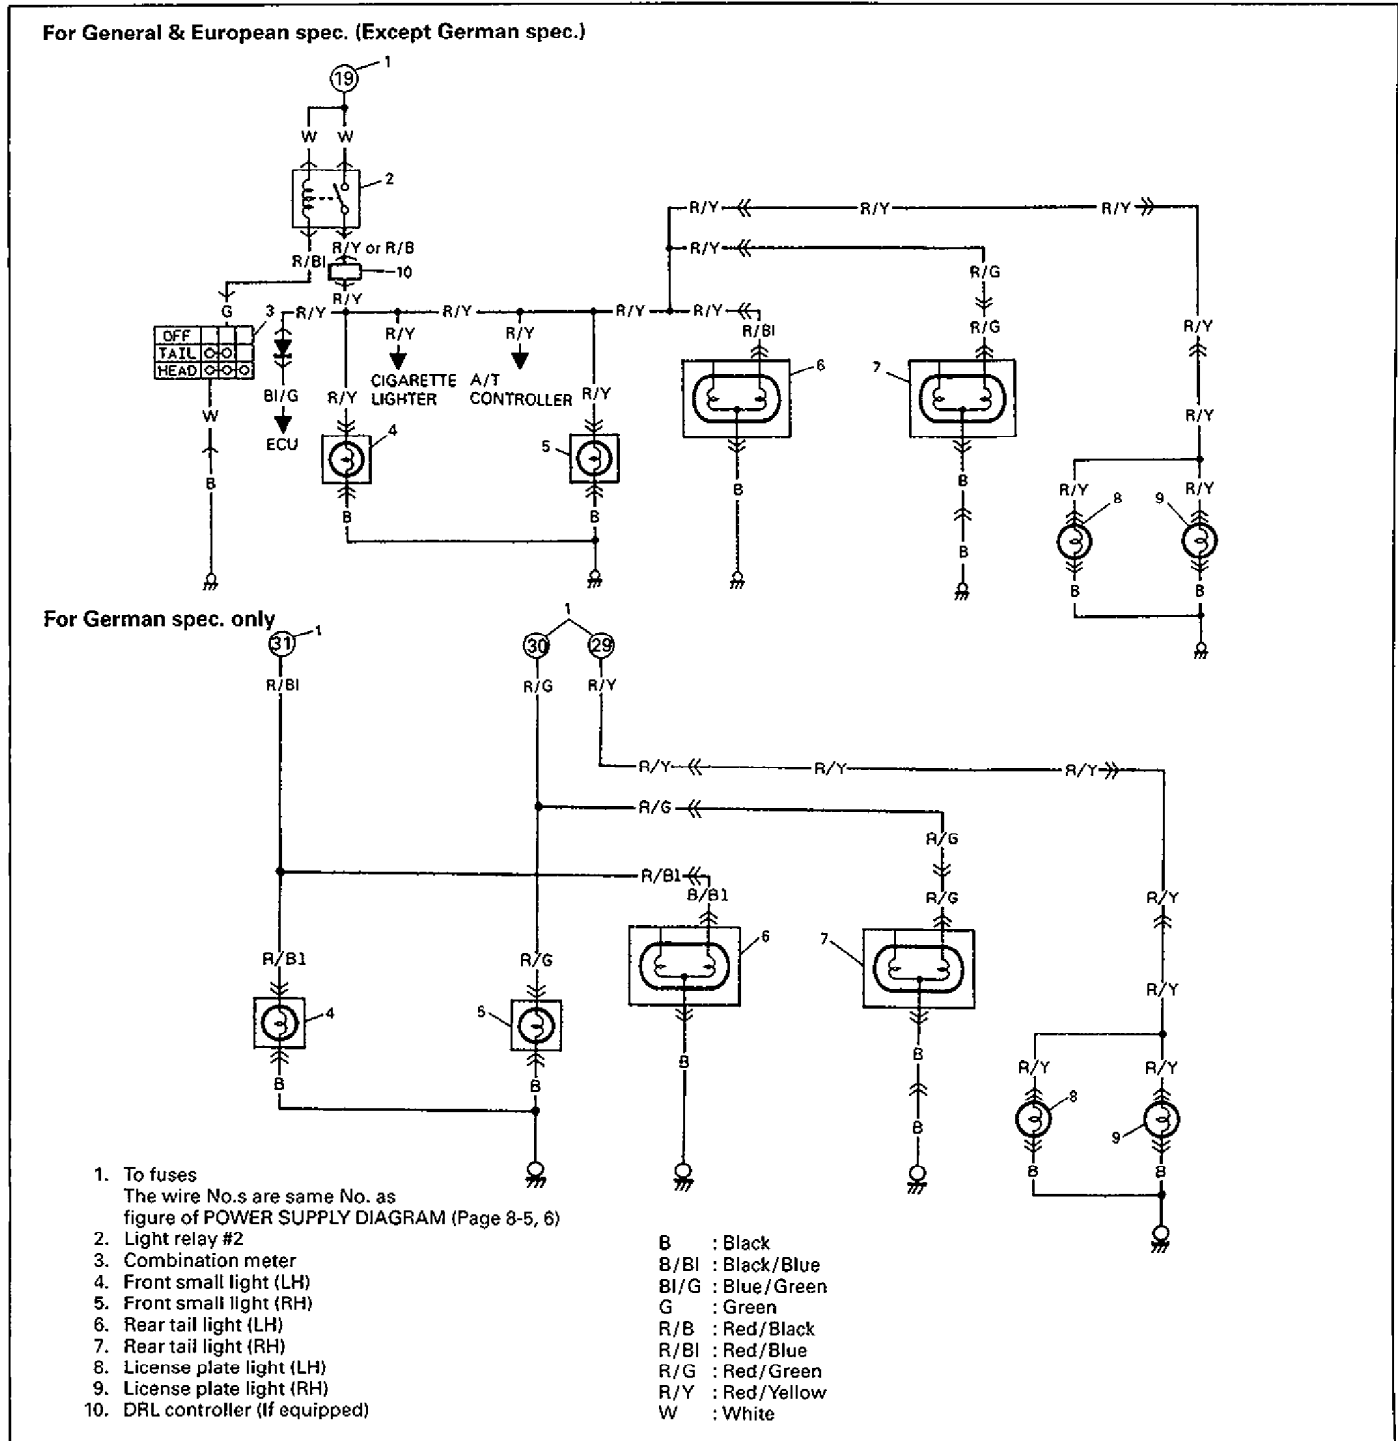 For General & European spec. (Except German spec.)
1
19
W W
2
R/Y or R/B
R/Bl
10
R/Y
G
3
R/Y R/Y R/Y R/Y
OFF
TAIL
HEAD
R/Y R/Y
CIGARETTE LIGHTER
A/T CONTROLLER
W
Bl/G
ECU
R/Y
R/Y
4
5
B
B
B
R/Y R/Y R/Y
R/Y
R/G
R/G
R/Bl
6
7
B
B
B
R/Y
R/Y
R/Y R/Y
8
9
B B
For German spec. only
31 1
1
30 29
R/Bl
R/G R/Y
R/Y R/Y R/Y
R/G
R/G
R/G
R/Bl
B/Bl
6
7
R/Y
R/Bl
R/G
R/Y
4
5
B
B
B
B
B
R/Y R/Y
8
9
B B
1. To fuses
The wire No.s are same No. as
figure of POWER SUPPLY DIAGRAM (Page 8-5, 6)
2. Light relay #2
3. Combination meter
4. Front small light (LH)
5. Front small light (RH)
6. Rear tail light (LH)
7. Rear tail light (RH)
8. License plate light (LH)
9. License plate light (RH)
10. DRL controller (If equipped)
B : Black
B/Bl : Black/Blue
Bl/G : Blue/Green
G : Green
R/B : Red/Black
R/Bl : Red/Blue
R/G : Red/Green
R/Y : Red/Yellow
W : White